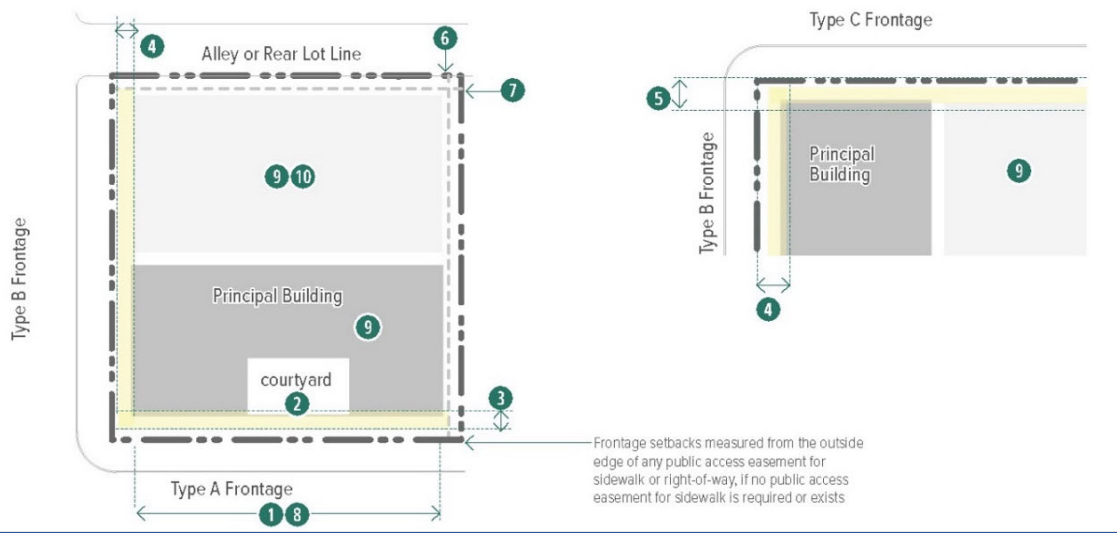 Type C Frontage
4
6
Alley or Rear Lot Line
7
5
Principal
Building
9
9 10
Type B Frontage
Type B Frontage
Principal Building
9
4
courtyard
2
3
Frontage setbacks measured from the outside
edge of any public access easement for
sidewalk or right-of-way, if no public access
easement for sidewalk is required or exists
Type A Frontage
1 8